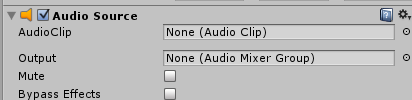 Audio Source
AudioClip None (Audio Clip)
Output None (Audio Mixer Group)
Mute
Bypass Effects